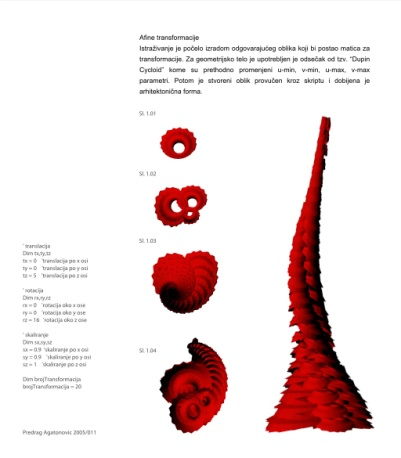 Afine transformacije
Istraživanje je počelo izradom odgovarajućeg oblika koji bi postao matica za
transformacije. Za geometrijsko telo je upotrebljen je odsečak od tzv. "Dupin
Cycloid" kome su prethodno promenjeni u-min, v-min, u-max, v-max
parametri. Potom je stvoreni oblik provučen kroz skriptu i dobijena je
arhitektonična forma.
Sl. 1.01
Sl. 1.02
Sl. 1.03
Sl. 1.04
' translacija
Dim tx,ty,tz
tx = 0 'translacija po x osi
ty = 0 'translacija po y osi
tz = 5 'translacija po z osi
' rotacija
Dim rx,ry,rz
rx = 0 'rotacija oko x ose
ry = 0 'rotacija oko y ose
rz = 16 'rotacija oko z ose
' skaliranje
Dim sx,sy,sz
sx = 0.9 'skaliranje po x osi
sy = 0.9 'skaliranje po y osi
sz = 1 'skaliranje po z osi
Dim brojTransformacija
brojTransformacija = 20
Predrag Agatonovic 2005/011